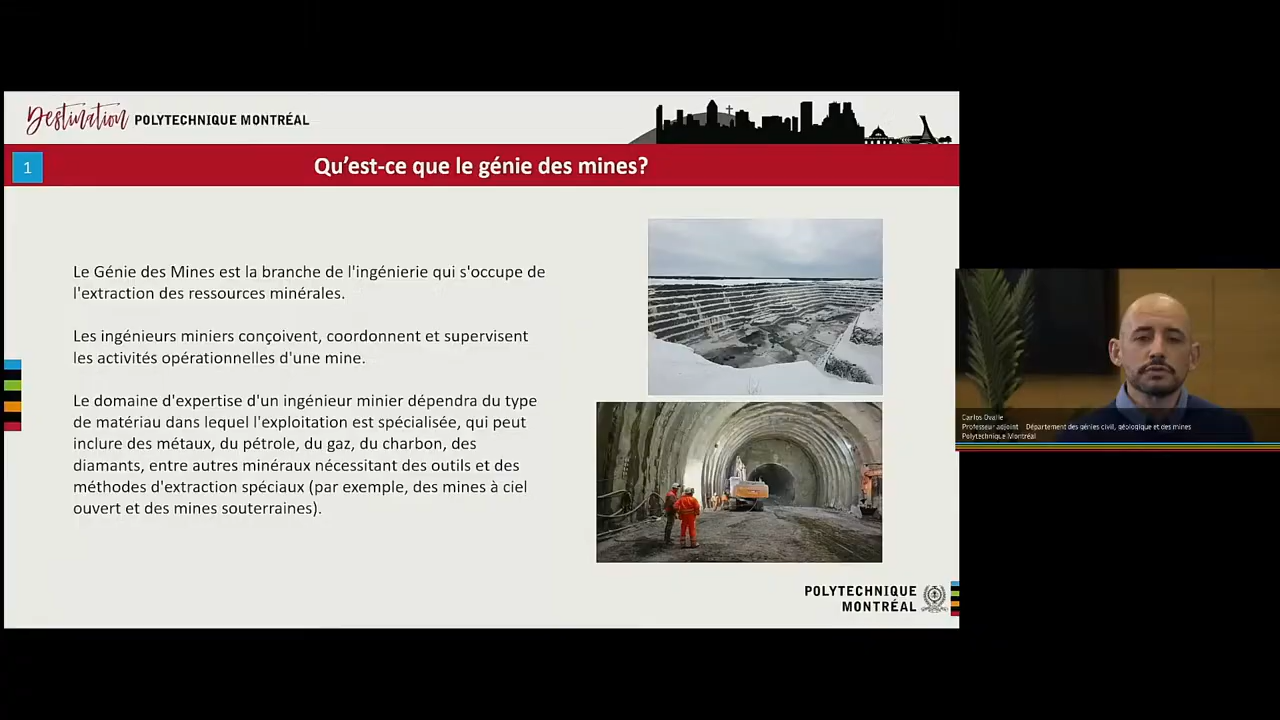 Destination POLYTECHNIQUE MONTRÉAL
1
Qu'est-ce que le génie des mines?
Le Génie des Mines est la branche de l'ingénierie qui s'occupe de
l'extraction des ressources minérales.
Les ingénieurs miniers conçoivent, coordonnent et supervisent
les activités opérationnelles d'une mine.
Le domaine d'expertise d'un ingénieur minier dépendra du type
de matériau dans lequel l'exploitation est spécialisée, qui peut
inclure des métaux, du pétrole, du gaz, du charbon, des
diamants, entre autres minéraux nécessitant des outils et des
méthodes d'extraction spéciaux (par exemple, des mines à ciel
ouvert et des mines souterraines).
POLYTECHNIQUE
MONTRÉAL
Carlos Ovalle
Professeur adjoint Département des génies civil, géologique et des mines
Polytechnique Montréal